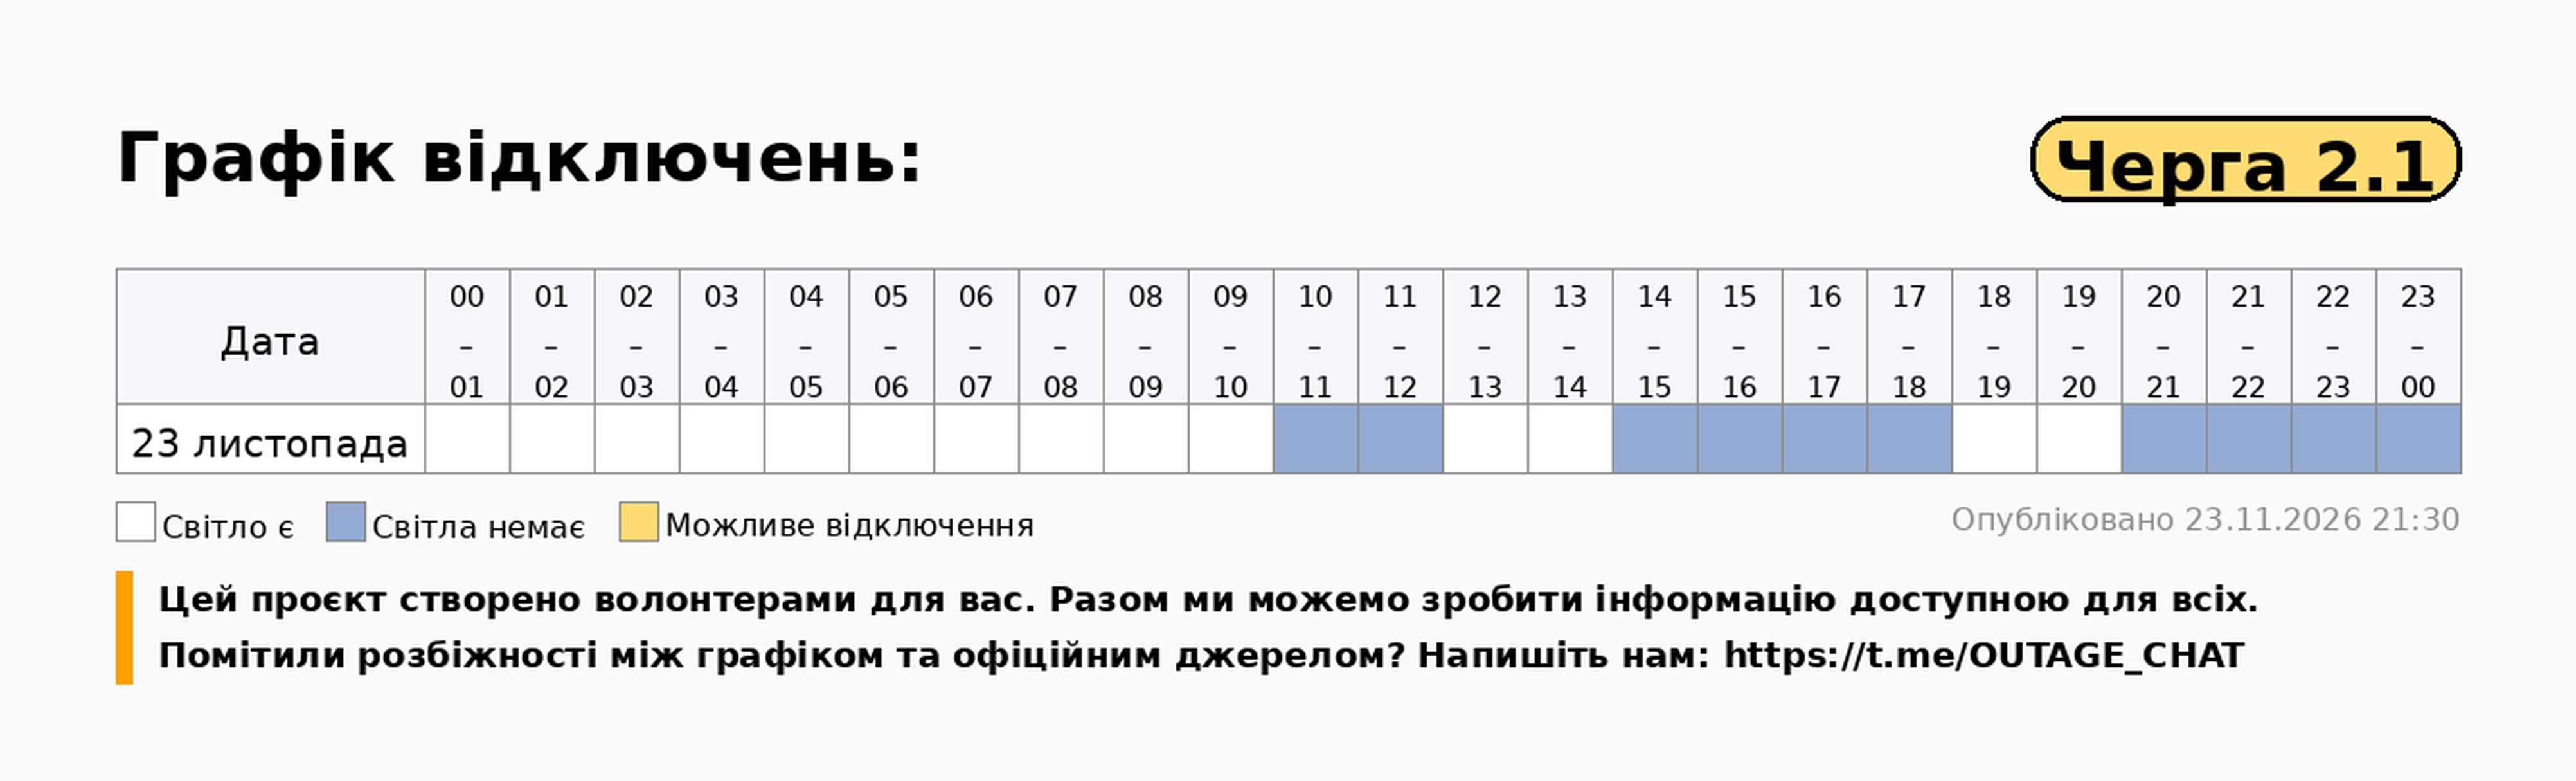 Графік відключень:
Черга 2.1
Дата
00 – 01
01 – 02
02 – 03
03 – 04
04 – 05
05 – 06
06 – 07
07 – 08
08 – 09
09 – 10
10 – 11
11 – 12
12 – 13
13 – 14
14 – 15
15 – 16
16 – 17
17 – 18
18 – 19
19 – 20
20 – 21
21 – 22
22 – 23
23 – 00
23 листопада
Світло є
Світла немає
Можливе відключення
Опубліковано 23.11.2026 21:30
Цей проєкт створено волонтерами для вас. Разом ми можемо зробити інформацію доступною для всіх.
Помітили розбіжності між графіком та офіційним джерелом? Напишіть нам: https://t.me/OUTAGE_CHAT